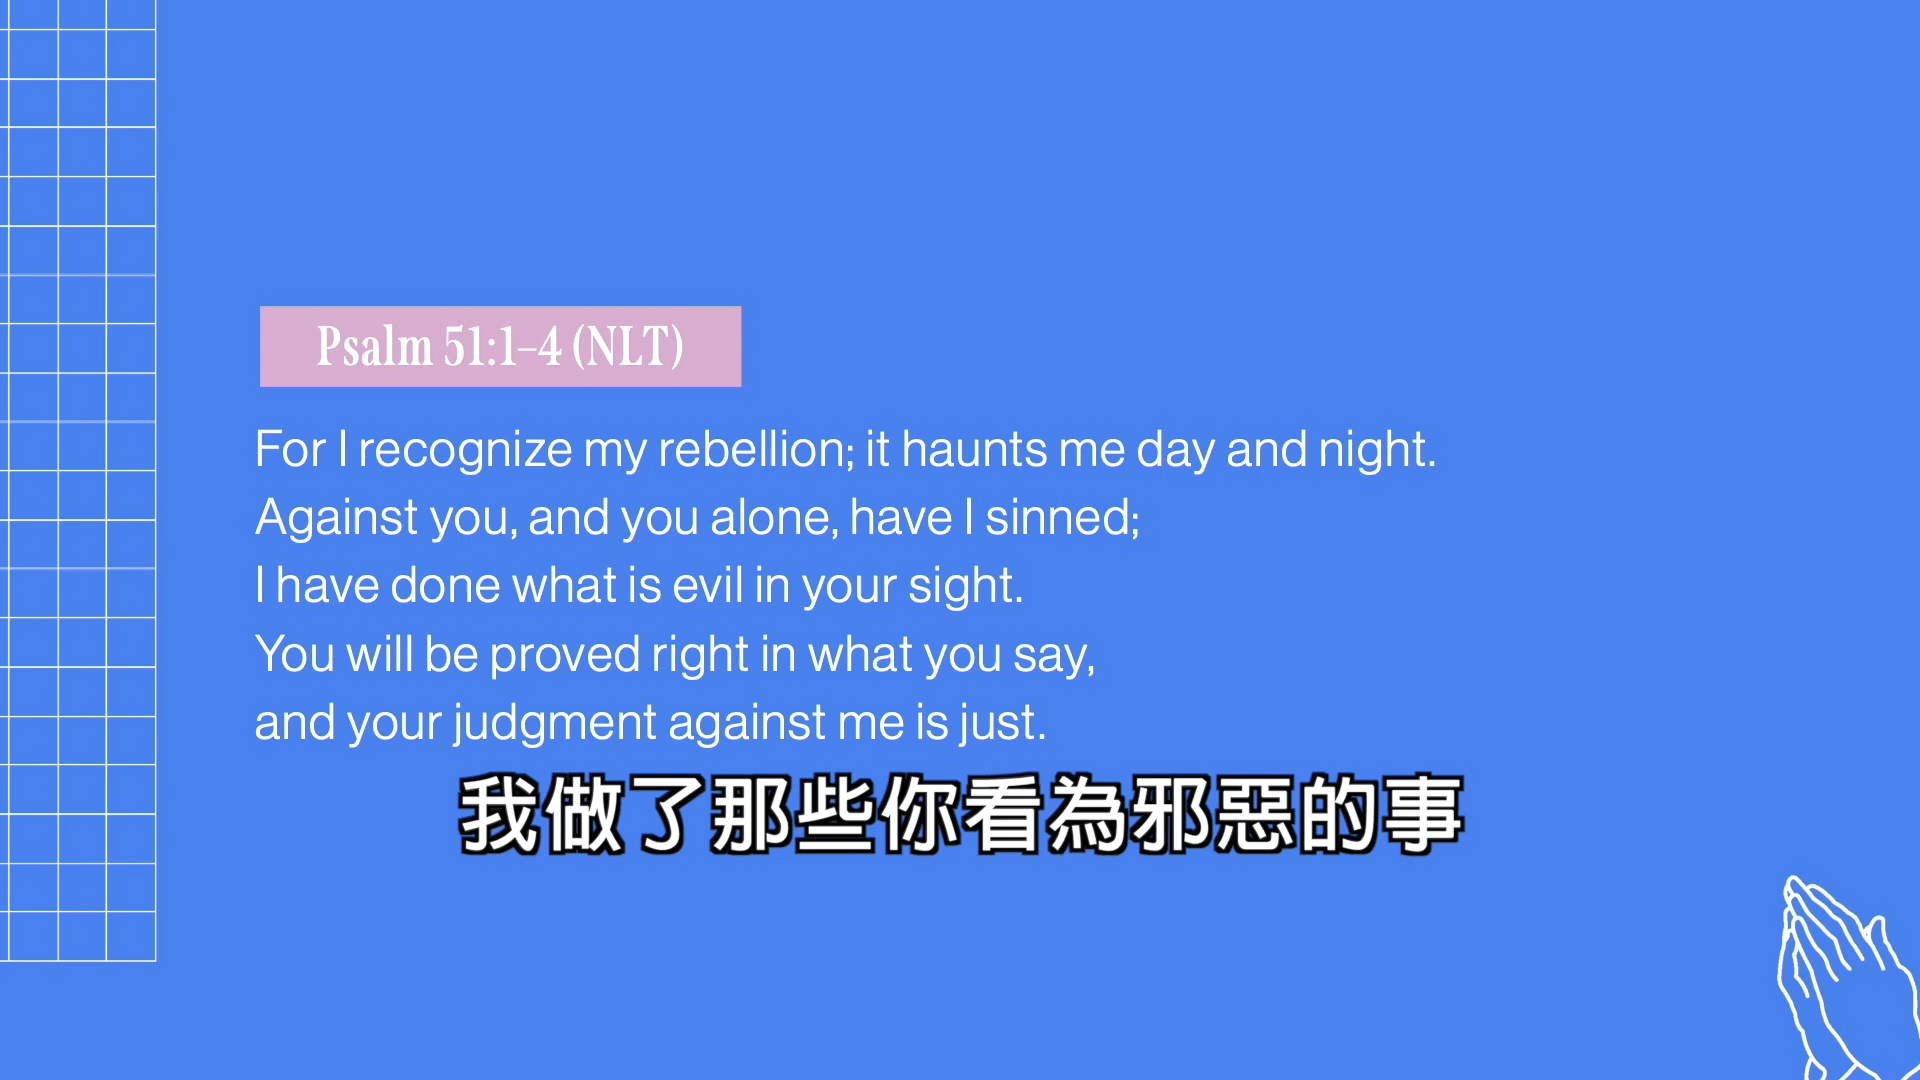 Psalm 51:1–4 (NLT)
For I recognize my rebellion; it haunts me day and night.
Against you, and you alone, have I sinned;
I have done what is evil in your sight.
You will be proved right in what you say,
and your judgment against me is just.
我做了那些你看為邪惡的事